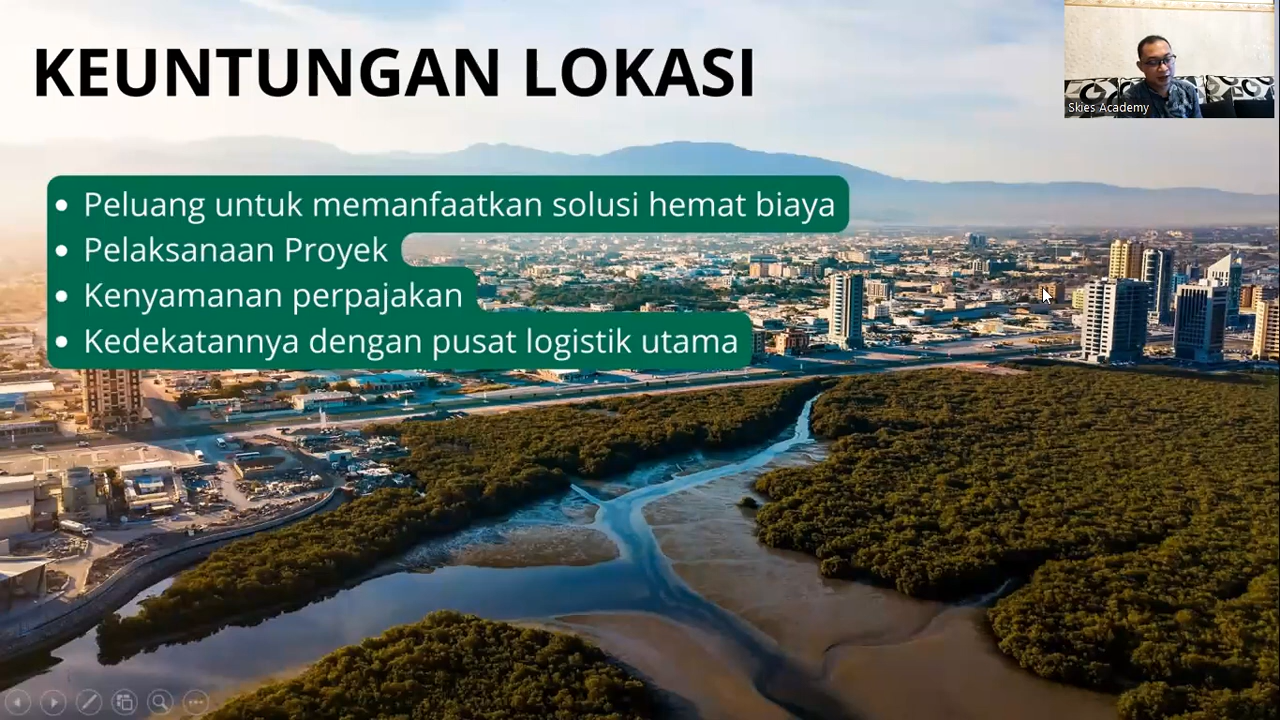 KEUNTUNGAN LOKASI
Skies Academy
Peluang untuk memanfaatkan solusi hemat biaya
Pelaksanaan Proyek
Kenyamanan perpajakan
Kedekatannya dengan pusat logistik utama